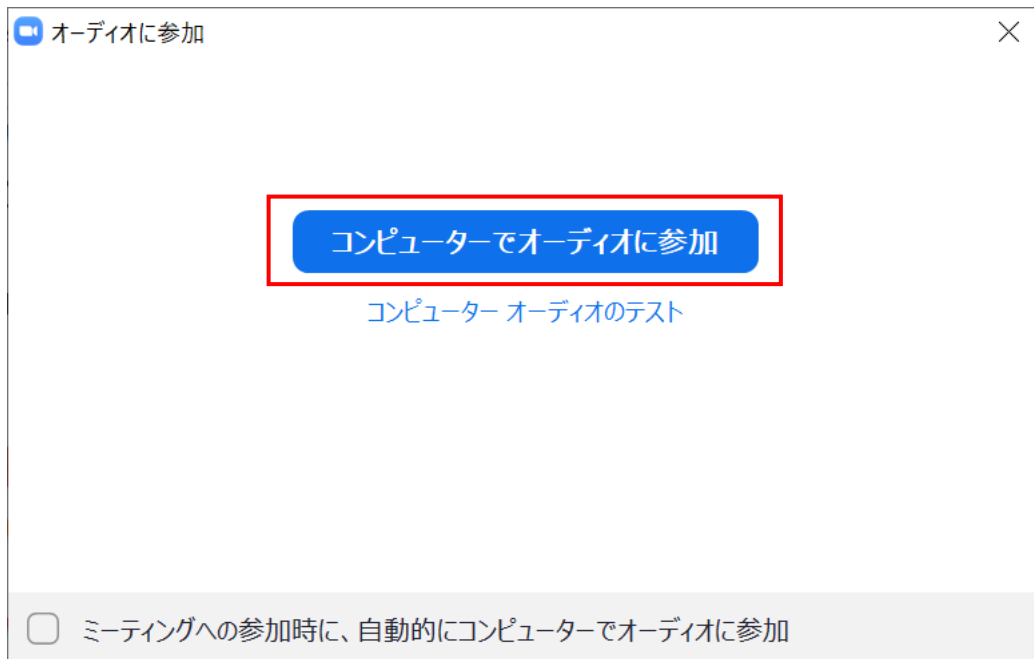 オーディオに参加
コンピューターでオーディオに参加
コンピューター オーディオのテスト
ミーティングへの参加時に、自動的にコンピューターでオーディオに参加